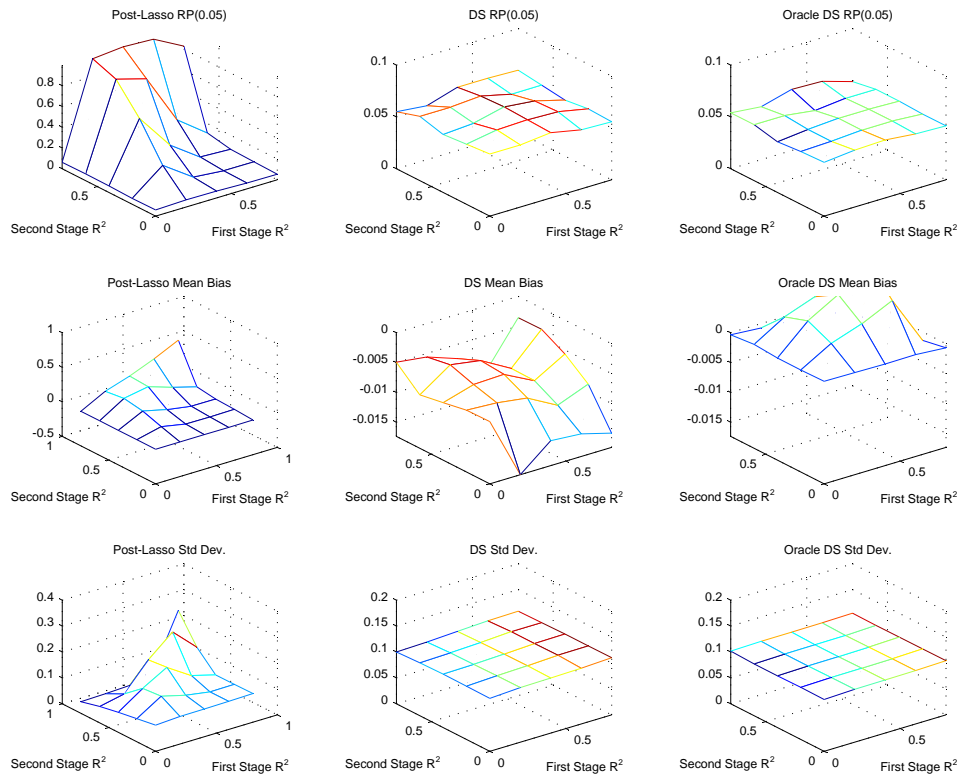 Post-Lasso RP(0.05)
0.8
0.6
0.4
0.2
0
0.5
0
0
0.5
Second Stage R²
First Stage R²
DS RP(0.05)
0.1
0.05
0
0.5
0
0
0.5
Second Stage R²
First Stage R²
Oracle DS RP(0.05)
0.1
0.05
0
0.5
0
0
0.5
Second Stage R²
First Stage R²
Post-Lasso Mean Bias
1
0.5
0
-0.5
1
0.5
0
0
0.5
1
Second Stage R²
First Stage R²
DS Mean Bias
0
-0.005
-0.01
-0.015
0.5
0
0
0.5
Second Stage R²
First Stage R²
Oracle DS Mean Bias
0
-0.005
-0.01
-0.015
0.5
0
0
0.5
Second Stage R²
First Stage R²
Post-Lasso Std Dev.
0.4
0.3
0.2
0.1
0
1
0.5
0
0
0.5
1
Second Stage R²
First Stage R²
DS Std Dev.
0.2
0.15
0.1
0.05
0
0.5
0
0
0.5
Second Stage R²
First Stage R²
Oracle DS Std Dev.
0.2
0.15
0.1
0.05
0
0.5
0
0
0.5
Second Stage R²
First Stage R²